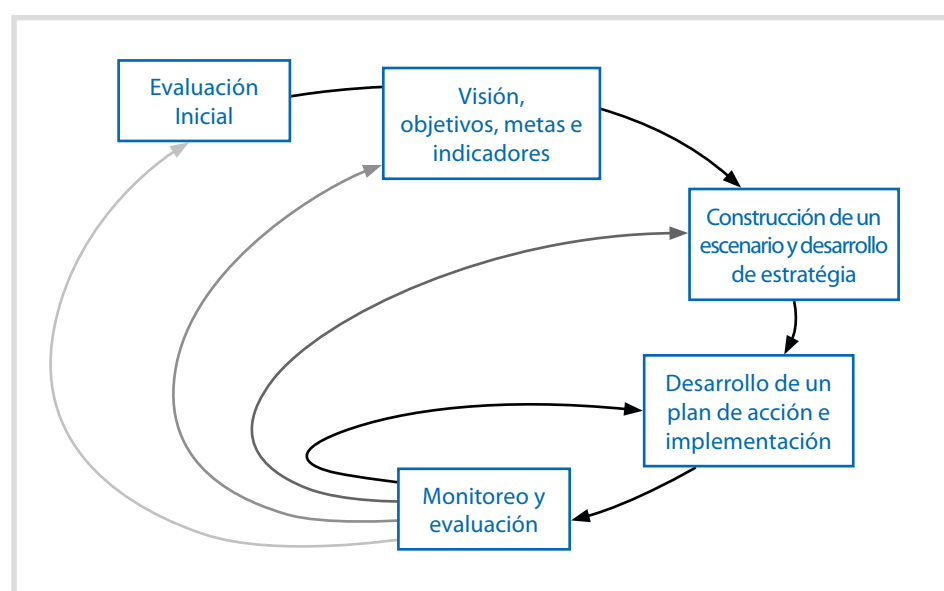 Evaluación
Inicial
Visión,
objetivos, metas e
indicadores
Construcción de un
escenario y desarrollo
de estratégia
Desarrollo de un
plan de acción e
implementación
Monitoreo y
evaluación